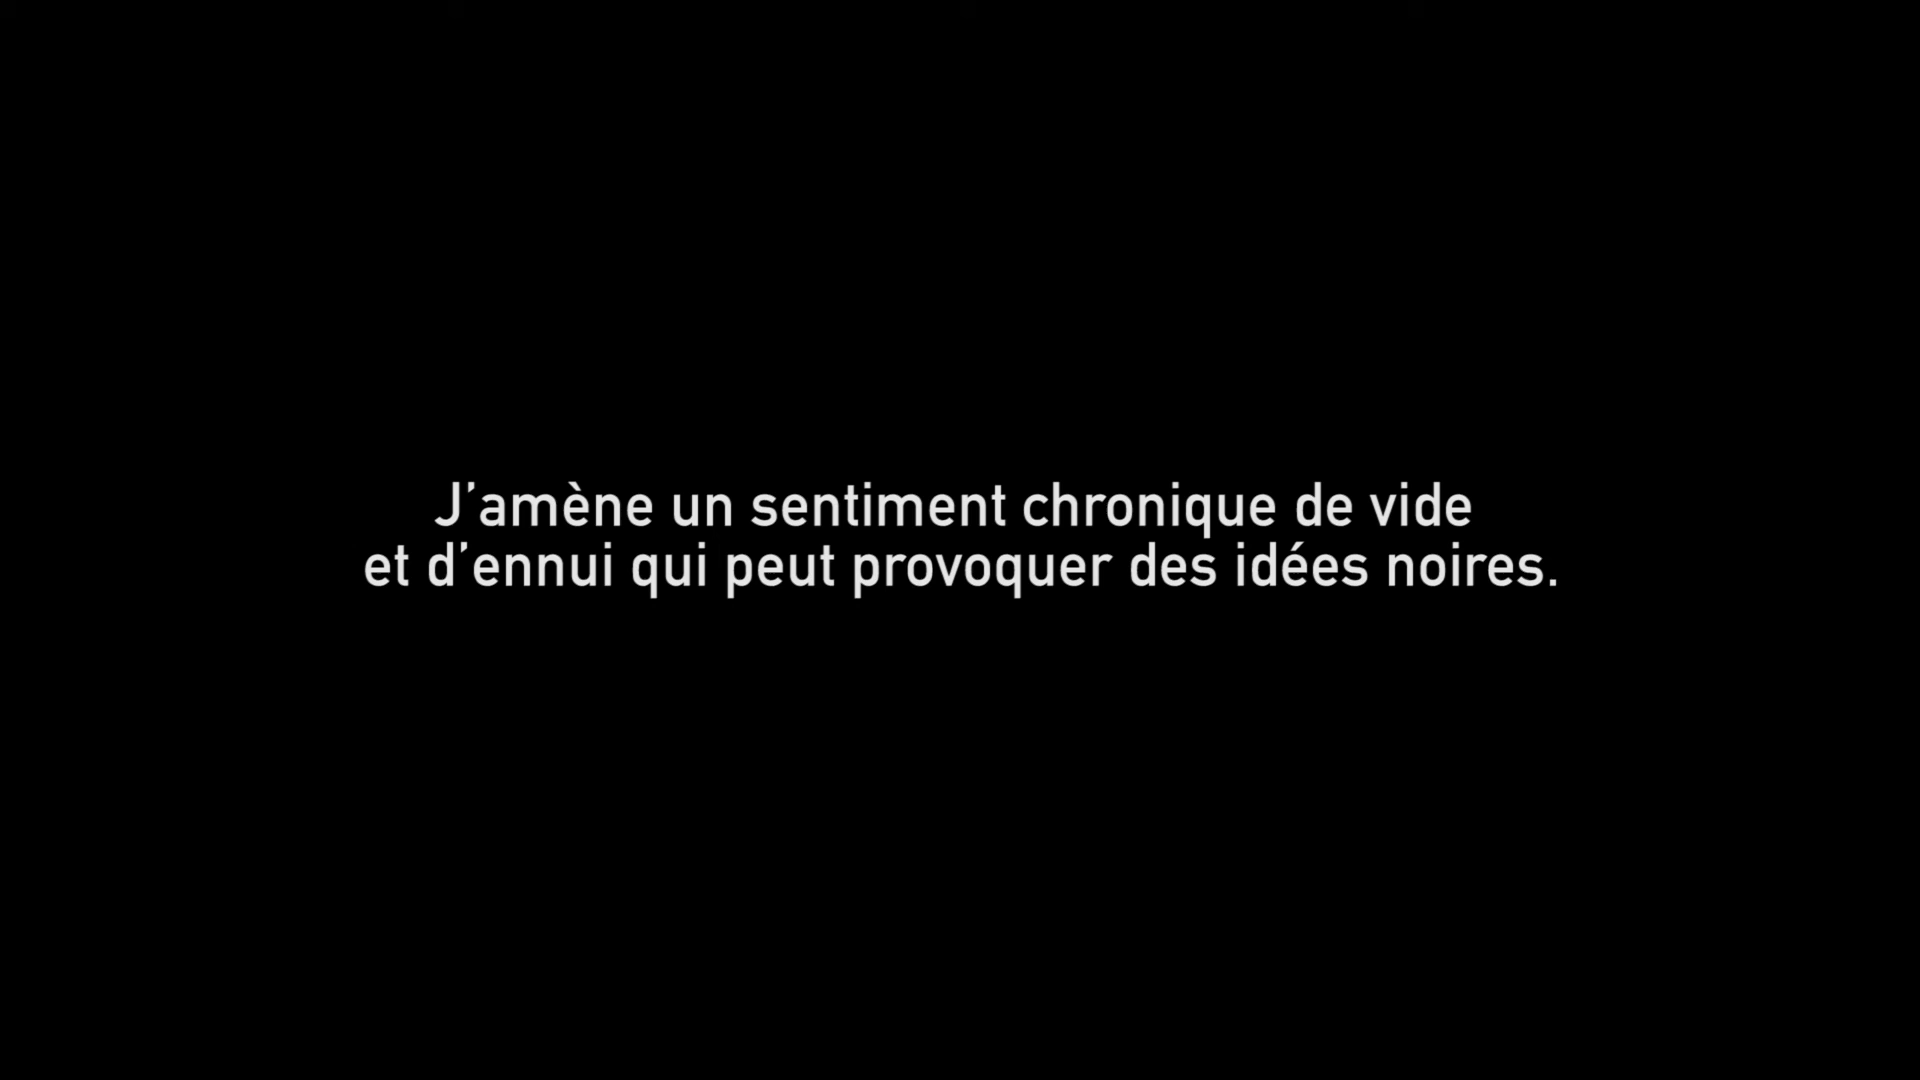 J’amène un sentiment chronique de vide
et d’ennui qui peut provoquer des idées noires.